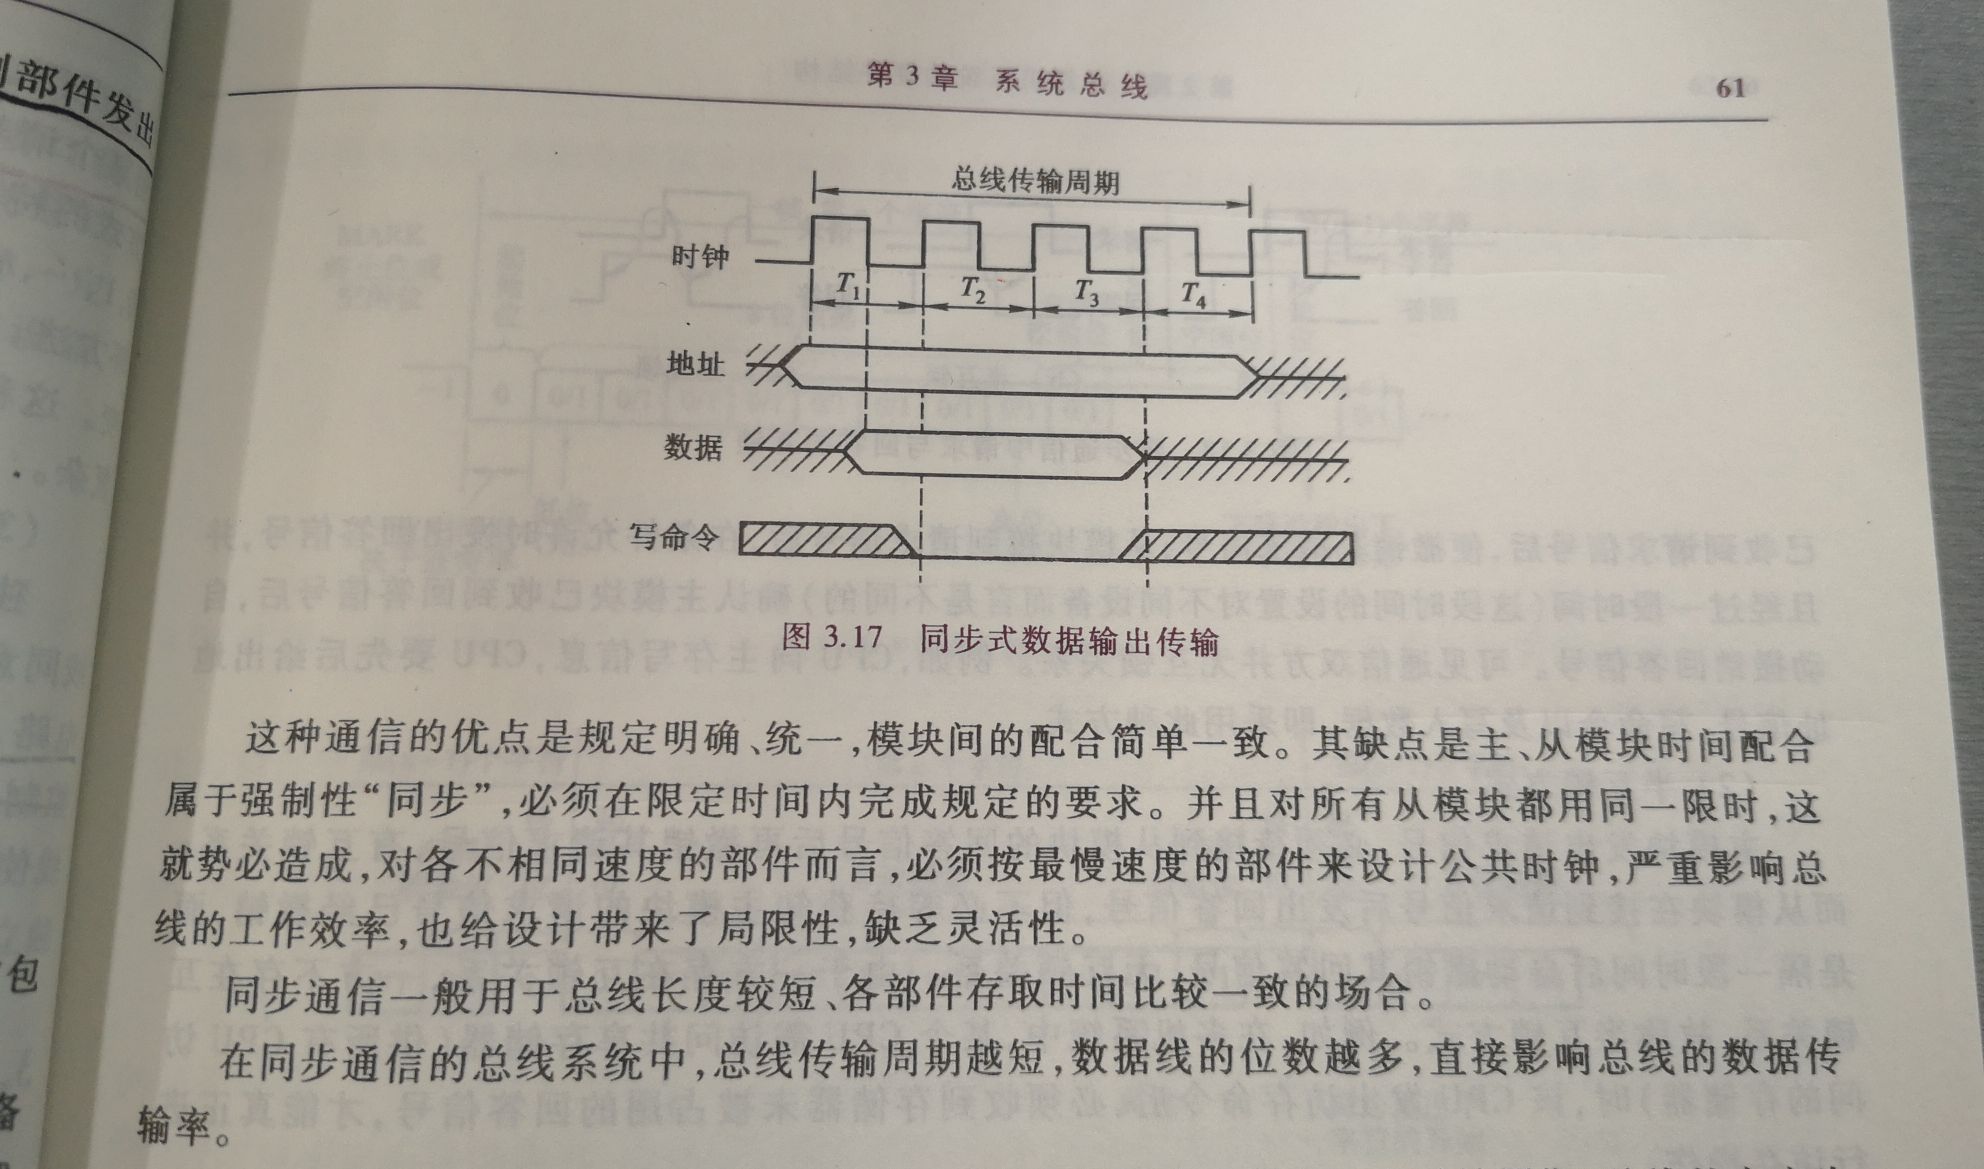 第3章 系统总线
61
部件发出
总线传输周期
时钟
T1 T2 T3 T4
地址
数据
写命令
图 3.17 同步式数据输出传输
这种通信的优点是规定明确、统一,模块间的配合简单一致。其缺点是主、从模块时间配合
属于强制性“同步”,必须在限定时间内完成规定的要求。并且对所有从模块都用同一限时,这
就势必造成,对各不相同速度的部件而言,必须按最慢速度的部件来设计公共时钟,严重影响总
线的工作效率,也给设计带来了局限性,缺乏灵活性。
包
同步通信一般用于总线长度较短、各部件存取时间比较一致的场合。
在同步通信的总线系统中,总线传输周期越短,数据线的位数越多,直接影响总线的数据传
输率。